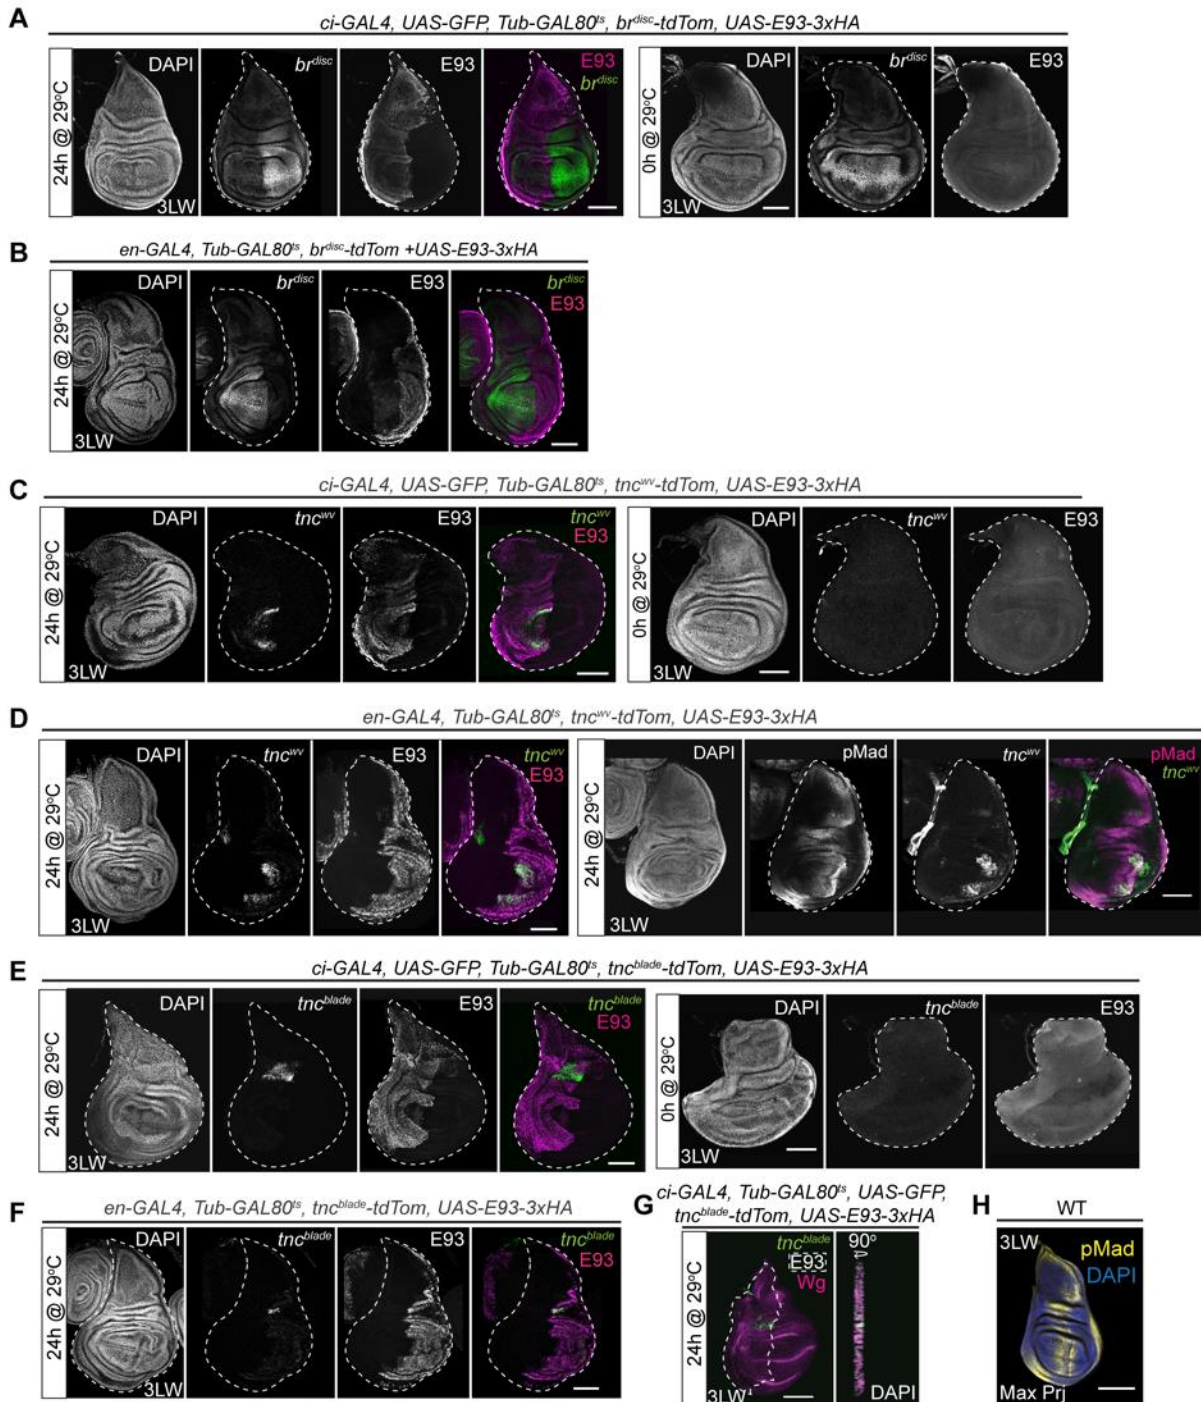 A
ci-GAL4, UAS-GFP, Tub-GAL80ts, brdisc-tdTom, UAS-E93-3xHA
24h @ 29°C
DAPI
3LW
brdisc
E93
E93
brdisc
0h @ 29°C
DAPI
3LW
brdisc
E93
B
en-GAL4, Tub-GAL80ts, brdisc-tdTom +UAS-E93-3xHA
24h @ 29°C
DAPI
3LW
brdisc
E93
brdisc
E93
C
ci-GAL4, UAS-GFP, Tub-GAL80ts, tncwv-tdTom, UAS-E93-3xHA
24h @ 29°C
DAPI
3LW
tncwv
E93
tncwv
E93
0h @ 29°C
DAPI
3LW
tncwv
E93
D
en-GAL4, Tub-GAL80ts, tncwv-tdTom, UAS-E93-3xHA
24h @ 29°C
DAPI
3LW
tncwv
E93
tncwv
E93
24h @ 29°C
DAPI
3LW
pMad
tncwv
pMad
tncwv
E
ci-GAL4, UAS-GFP, Tub-GAL80ts, tncblade-tdTom, UAS-E93-3xHA
24h @ 29°C
DAPI
3LW
tncblade
E93
tncblade
E93
0h @ 29°C
DAPI
3LW
tncblade
E93
F
en-GAL4, Tub-GAL80ts, tncblade-tdTom, UAS-E93-3xHA
24h @ 29°C
DAPI
3LW
tncblade
E93
tncblade
E93
G
ci-GAL4, Tub-GAL80ts, UAS-GFP,
tncblade-tdTom, UAS-E93-3xHA
24h @ 29°C
tncblade
E93
Wg
3LW
90°
DAPI
H
WT
3LW
pMad
DAPI
Max Prj